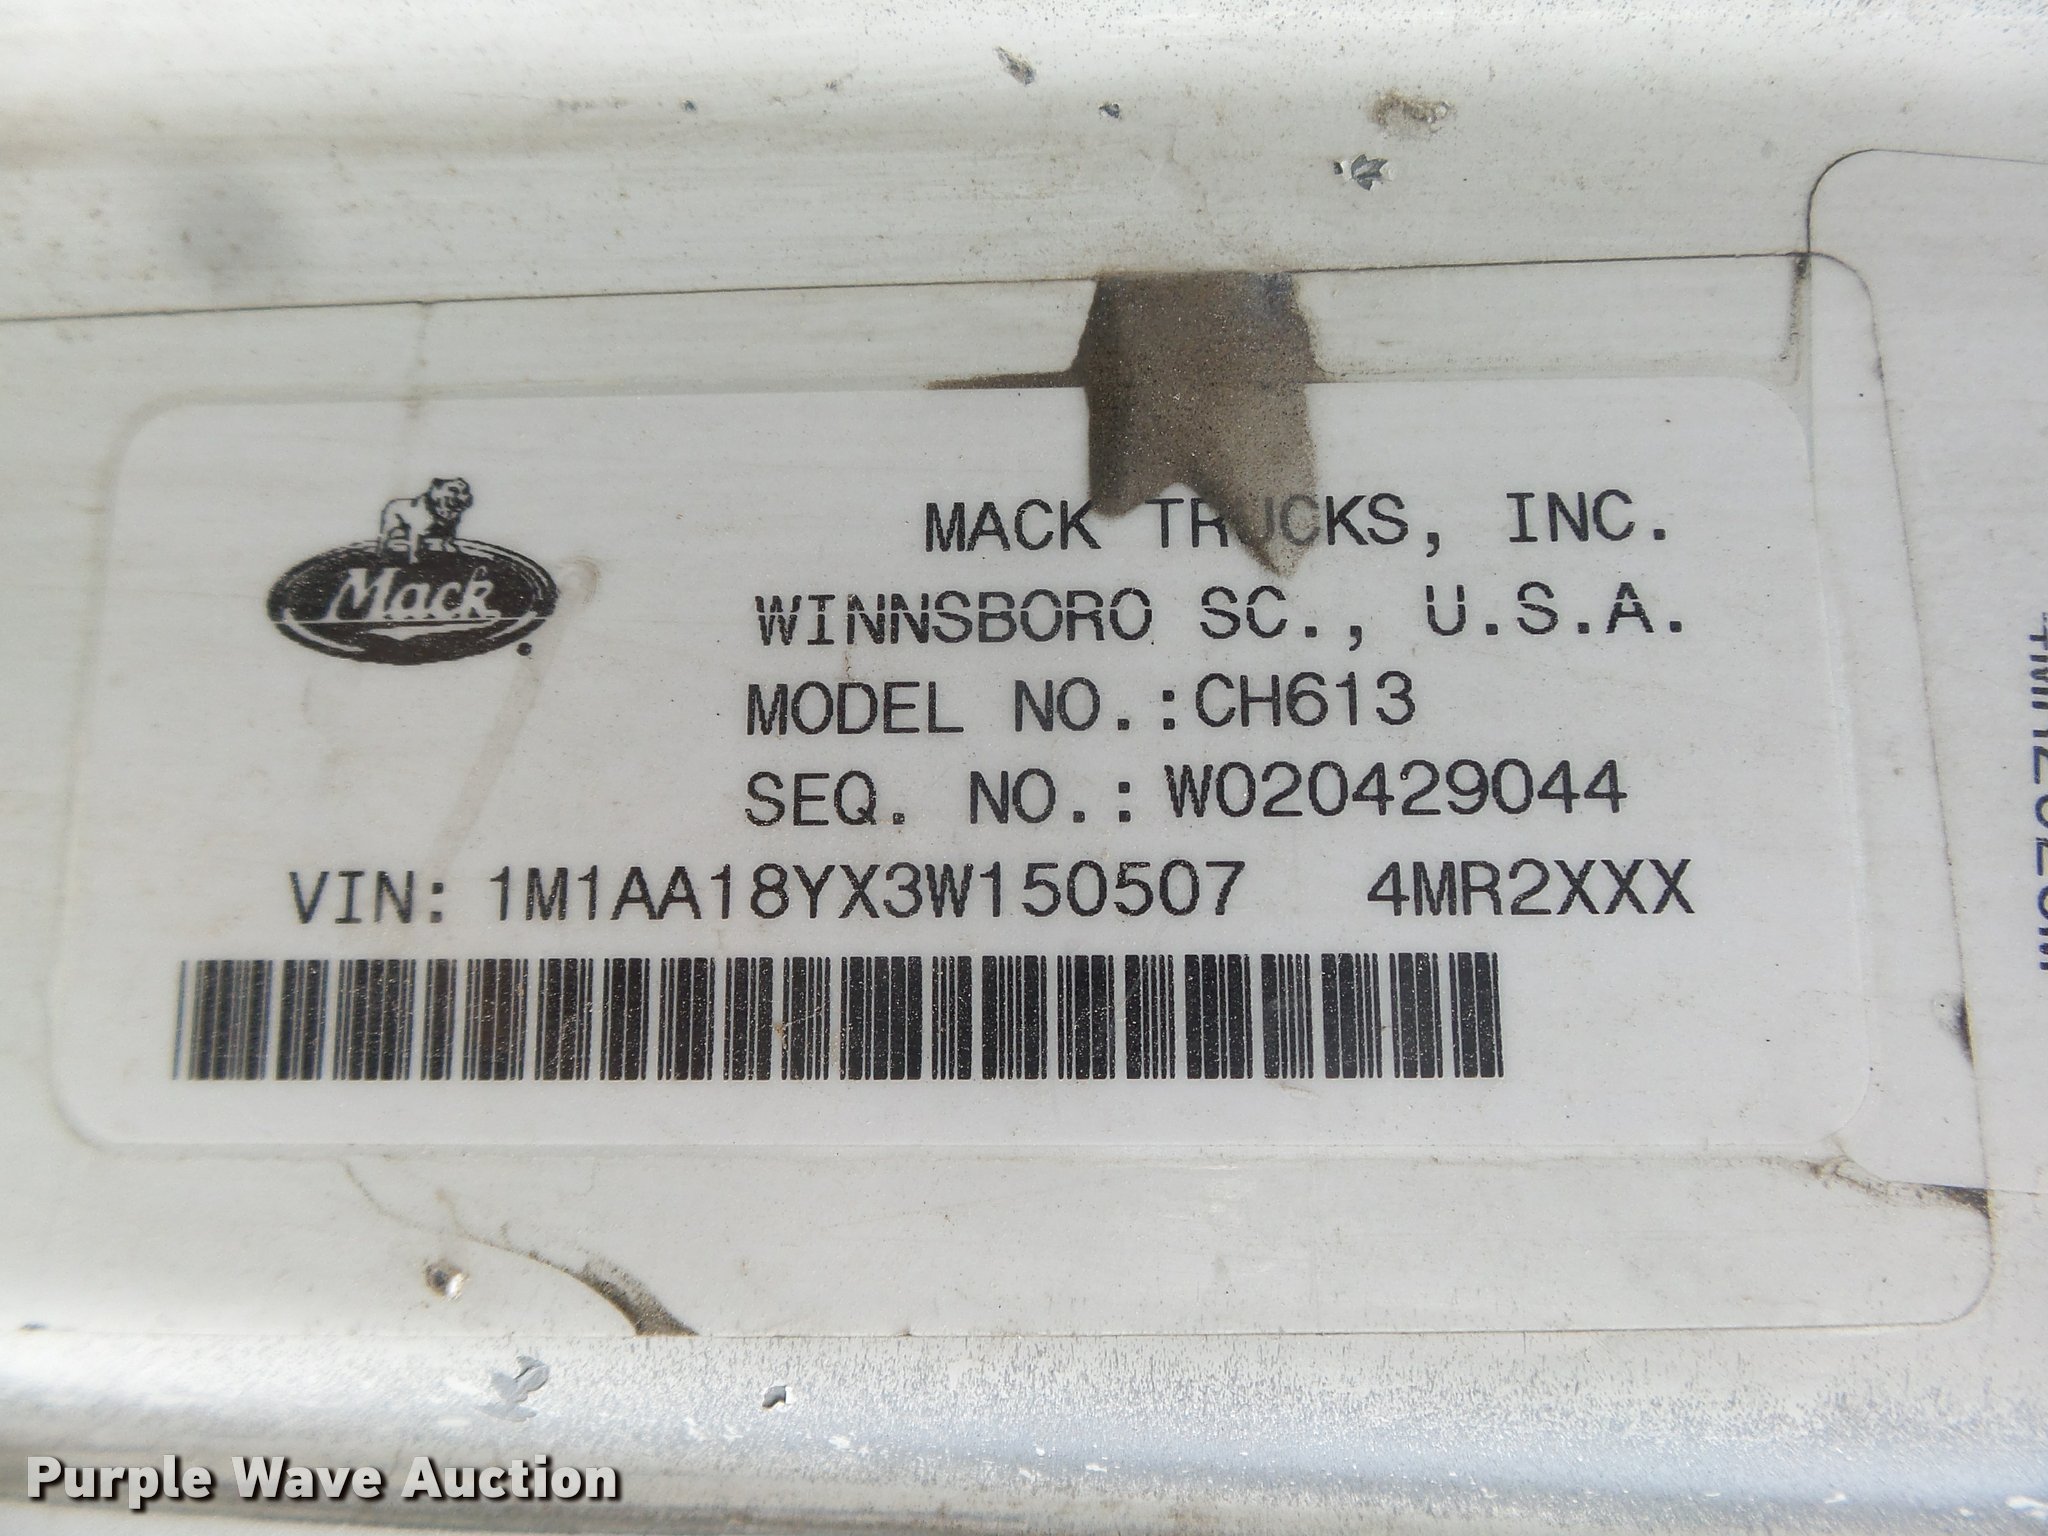 Mack
MACK TRUCKS, INC.
WINNSBORO SC., U.S.A.
MODEL NO.:CH613
SEQ. NO.: W020429044
VIN: 1M1AA18YX3W150507 4MR2XXX
Purple Wave Auction